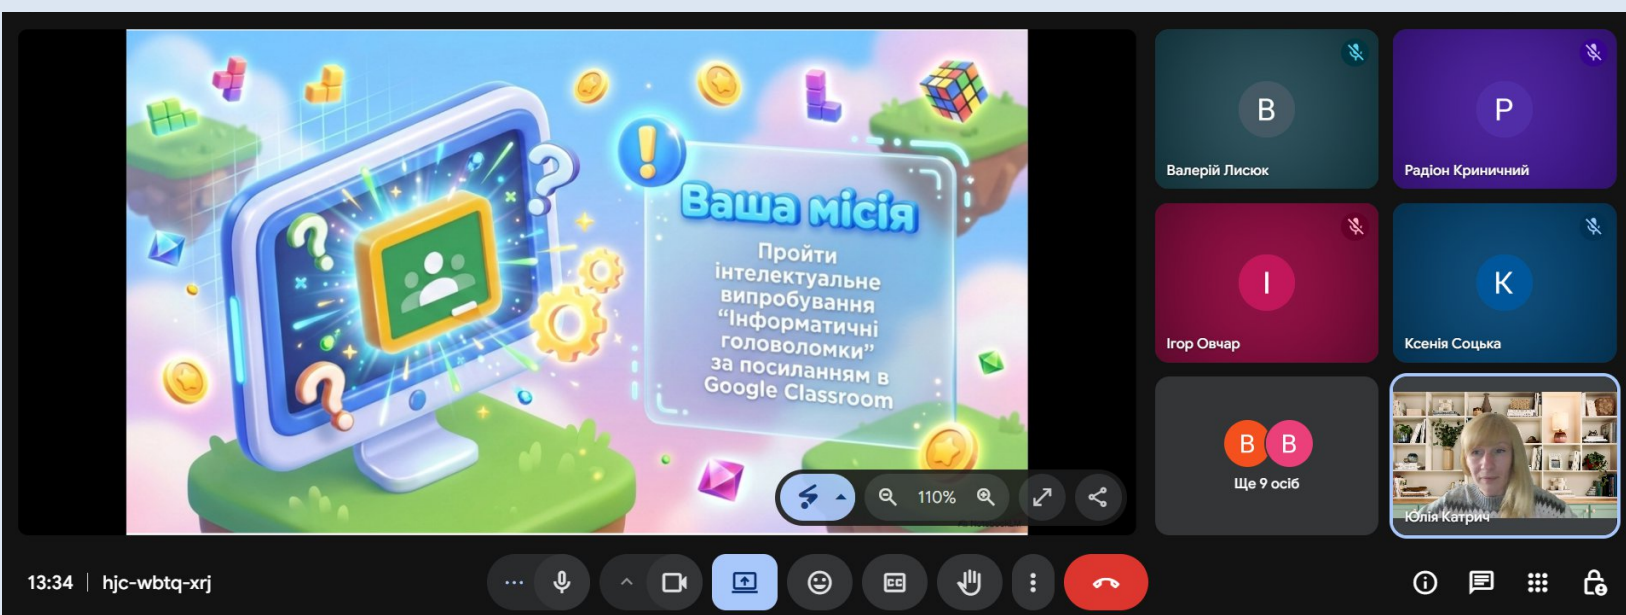 Ваша місія
Пройти
інтелектуальне
випробування
“Інформатичні
головоломки”
за посиланням в
Google Classroom
110%
В
Валерій Лисюк
Р
Радіон Криничний
І
Ігор Овчар
К
Ксенія Соцька
В В
Ще 9 осіб
Юлія Катрич
13:34 | hjc-wbtq-xrj
CC